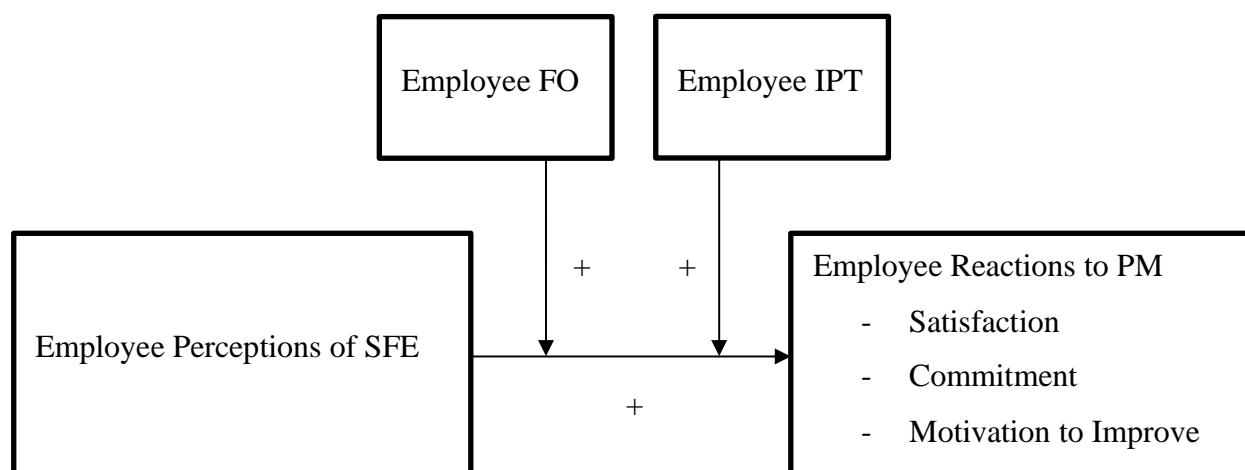 Employee FO
Employee IPT
+
+
Employee Perceptions of SFE
+
Employee Reactions to PM
- Satisfaction
- Commitment
- Motivation to Improve